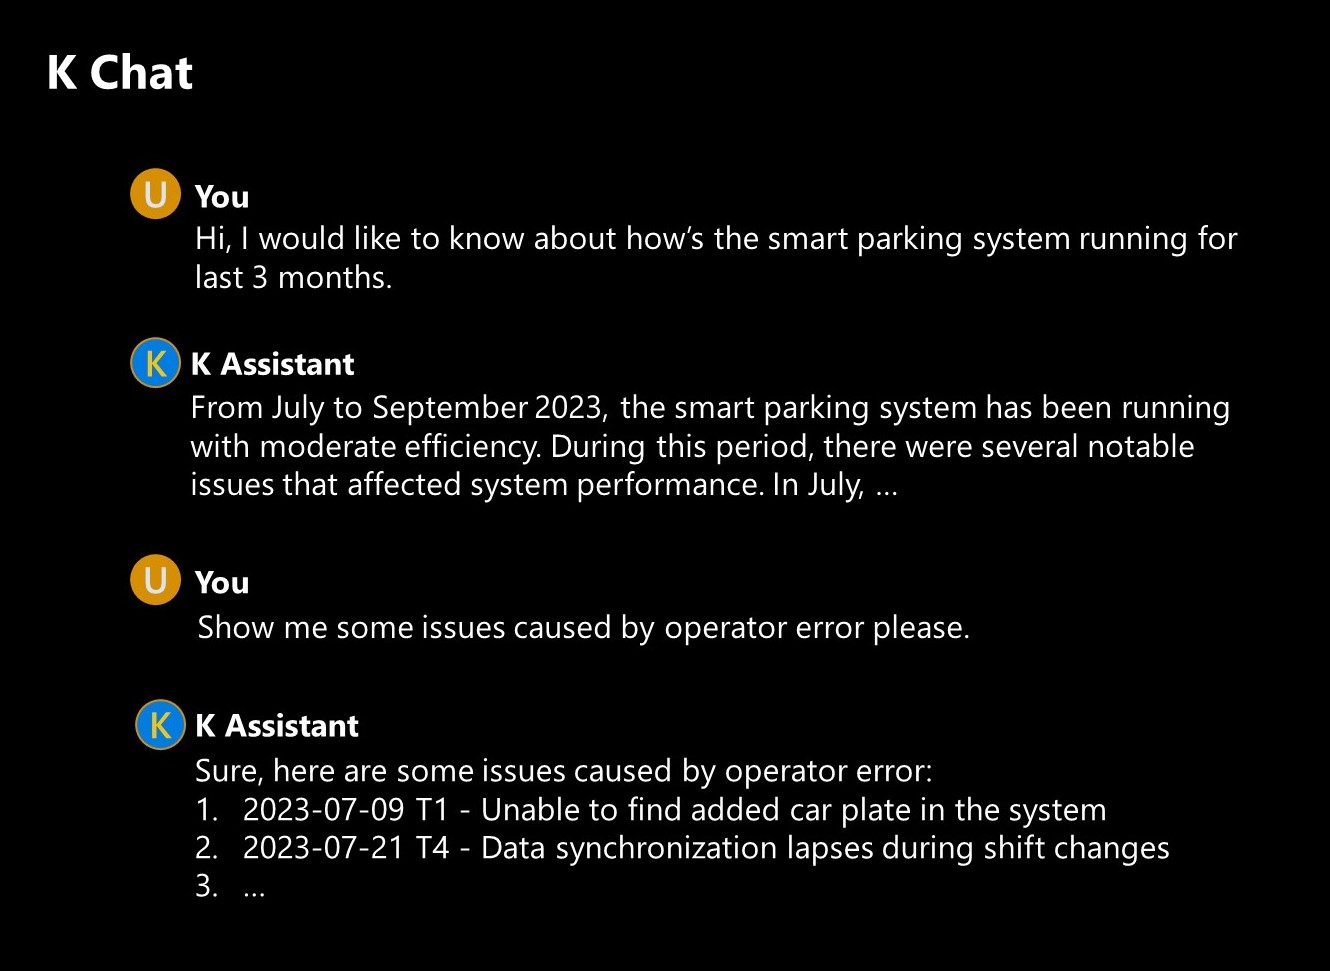 K Chat
U You
Hi, I would like to know about how’s the smart parking system running for
last 3 months.
K K Assistant
From July to September 2023, the smart parking system has been running
with moderate efficiency. During this period, there were several notable
issues that affected system performance. In July, ...
U You
Show me some issues caused by operator error please.
K K Assistant
Sure, here are some issues caused by operator error:
1. 2023-07-09 T1 - Unable to find added car plate in the system
2. 2023-07-21 T4 - Data synchronization lapses during shift changes
3. ...